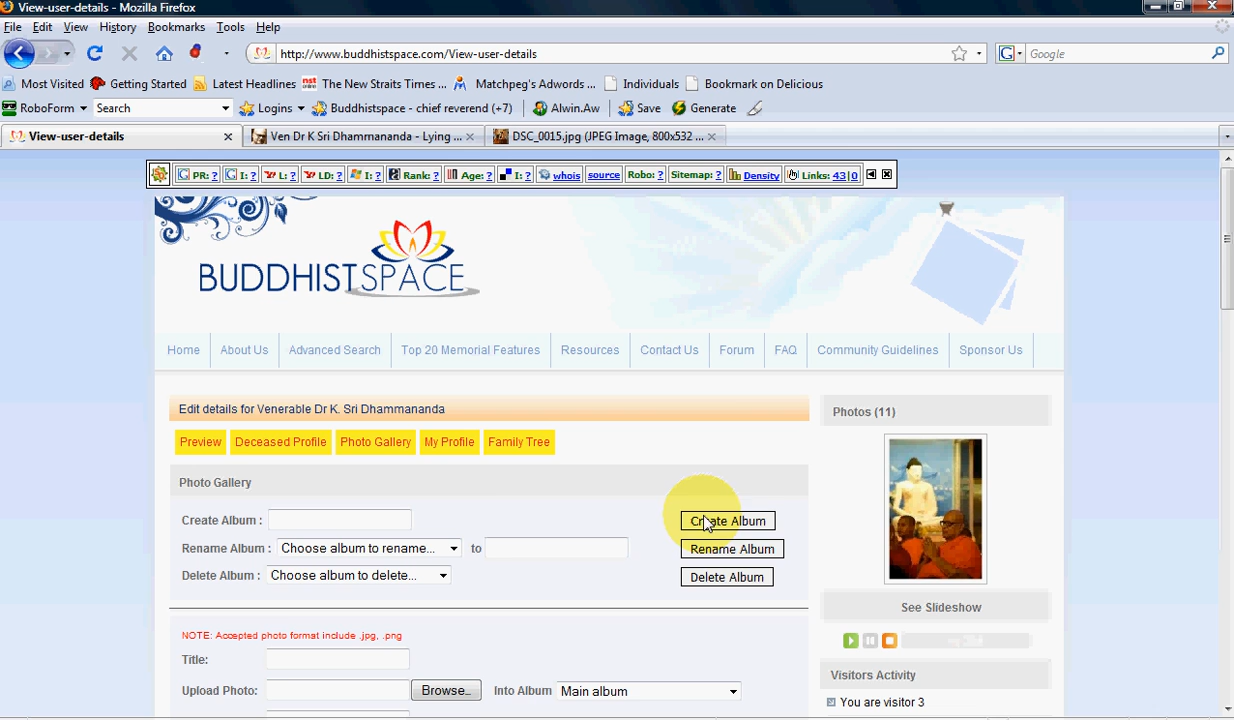 View-user-details - Mozilla Firefox
File Edit View History Bookmarks Tools Help
http://www.buddhistspace.com/View-user-details
G Google
Most Visited Getting Started Latest Headlines nst The New Straits Times ... Matchpeg's Adwords ... Individuals Bookmark on Delicious
RoboForm Search Logins Buddhistspace - chief reverend (+7) Alwin.Aw Save Generate
View-user-details Ven Dr K Sri Dhammananda - Lying ... DSC_0015.jpg (JPEG Image, 800x532 ...
PR: ? I: ? L: ? LD: ? I: ? Rank: ? Age: ? I: ? whois source Robo: ? Sitemap: ? Density Links: 43|0
BUDDHISTSPACE
Home About Us Advanced Search Top 20 Memorial Features Resources Contact Us Forum FAQ Community Guidelines Sponsor Us
Edit details for Venerable Dr K. Sri Dhammananda
Preview Deceased Profile Photo Gallery My Profile Family Tree
Photo Gallery
Create Album : Create Album
Rename Album : Choose album to rename... to Rename Album
Delete Album : Choose album to delete... Delete Album
NOTE: Accepted photo format include .jpg, .png
Title:
Upload Photo: Browse... Into Album Main album
Photos (11)
See Slideshow
Visitors Activity
You are visitor 3